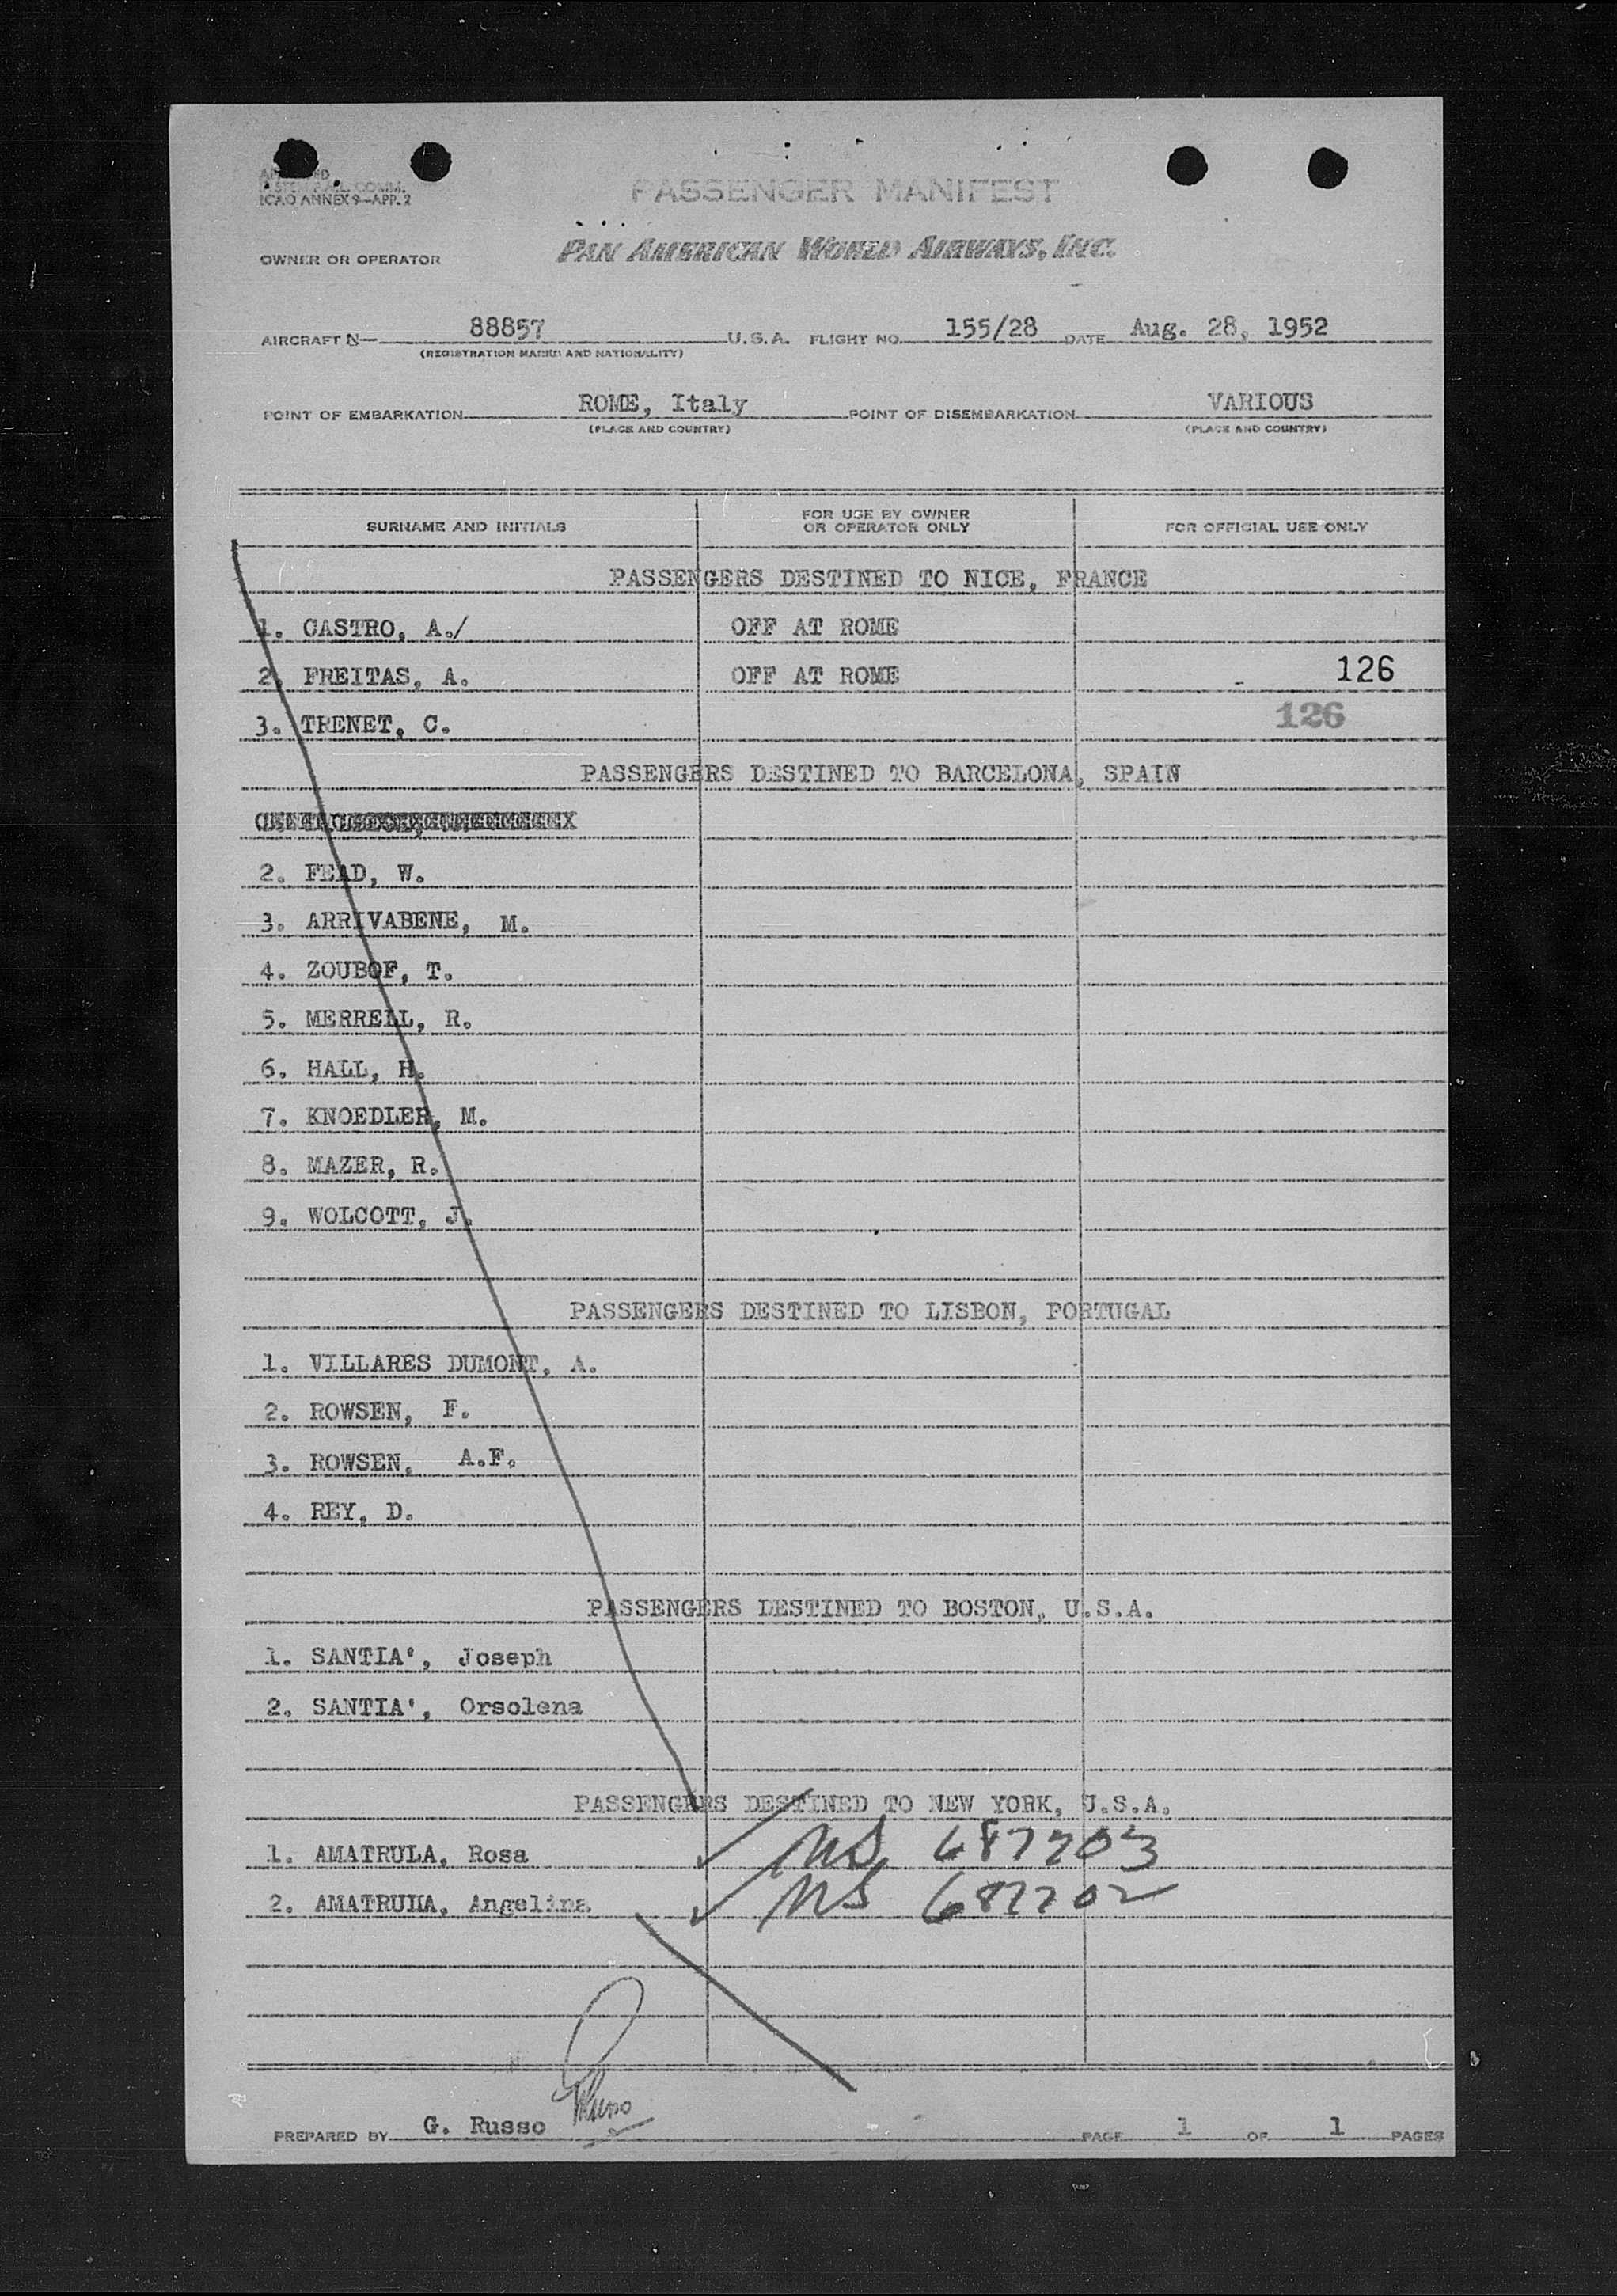 ICAO ANNEX 9—APP. 2
PASSENGER MANIFEST
OWNER OR OPERATOR PAN AMERICAN WORLD AIRWAYS, INC.
AIRCRAFT N— 88857 U.S.A. FLIGHT NO. 155/28 DATE Aug. 28, 1952
(REGISTRATION MARKS AND NATIONALITY)
POINT OF EMBARKATION ROME, Italy POINT OF DISEMBARKATION VARIOUS
(PLACE AND COUNTRY) (PLACE AND COUNTRY)
SURNAME AND INITIALS FOR USE BY OWNER OR OPERATOR ONLY FOR OFFICIAL USE ONLY
PASSENGERS DESTINED TO NICE, FRANCE
1. CASTRO, A./ OFF AT ROME
2. FREITAS, A. OFF AT ROME 126
3. TRENET, C. 126
PASSENGERS DESTINED TO BARCELONA, SPAIN
2. FEAD, W.
3. ARRIVABENE, M.
4. ZOUBOF, T.
5. MERRELL, R.
6. HALL, H.
7. KNOEDLER, M.
8. MAZER, R.
9. WOLCOTT, J.
PASSENGERS DESTINED TO LISBON, PORTUGAL
1. VILLARES DUMONT, A.
2. ROWSEN, F.
3. ROWSEN, A.F.
4. REY, D.
PASSENGERS DESTINED TO BOSTON, U.S.A.
1. SANTIA', Joseph
2. SANTIA', Orsolena
PASSENGERS DESTINED TO NEW YORK, U.S.A.
1. AMATRULA, Rosa ✓ NS 687703
2. AMATRULA, Angelina ✓ NS 687702
PREPARED BY G. Russo PAGE 1 OF 1 PAGES